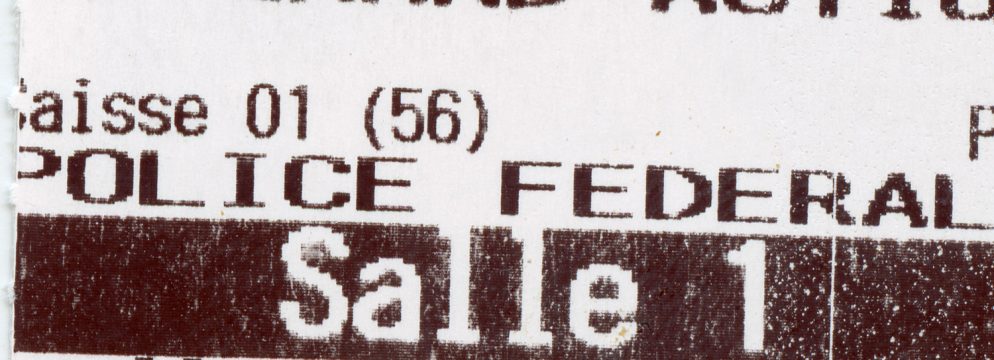 aisse 01 (56)
POLICE FEDERAL
Salle 1